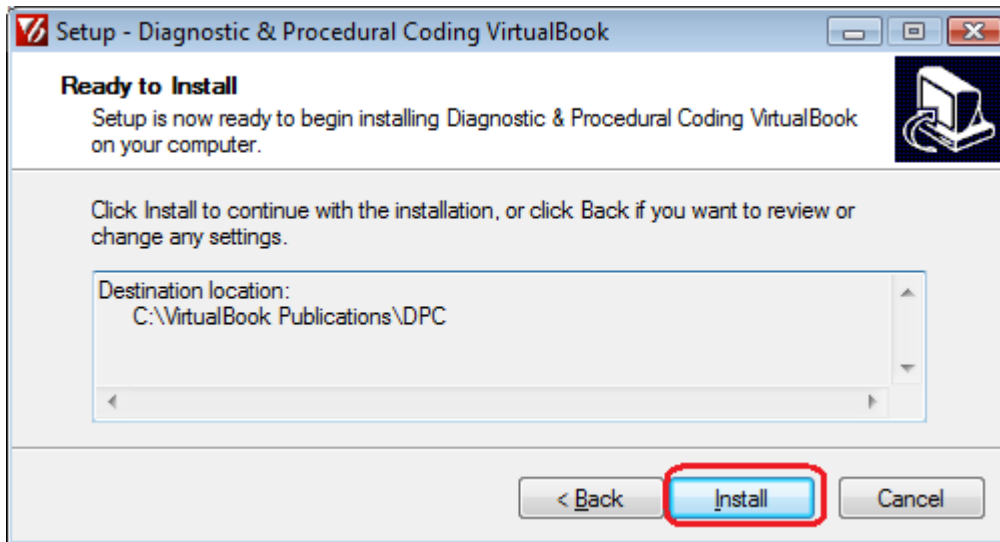 Setup - Diagnostic & Procedural Coding VirtualBook
Ready to Install
Setup is now ready to begin installing Diagnostic & Procedural Coding VirtualBook
on your computer.
Click Install to continue with the installation, or click Back if you want to review or
change any settings.
Destination location:
C:\VirtualBook Publications\DPC
< Back
Install
Cancel